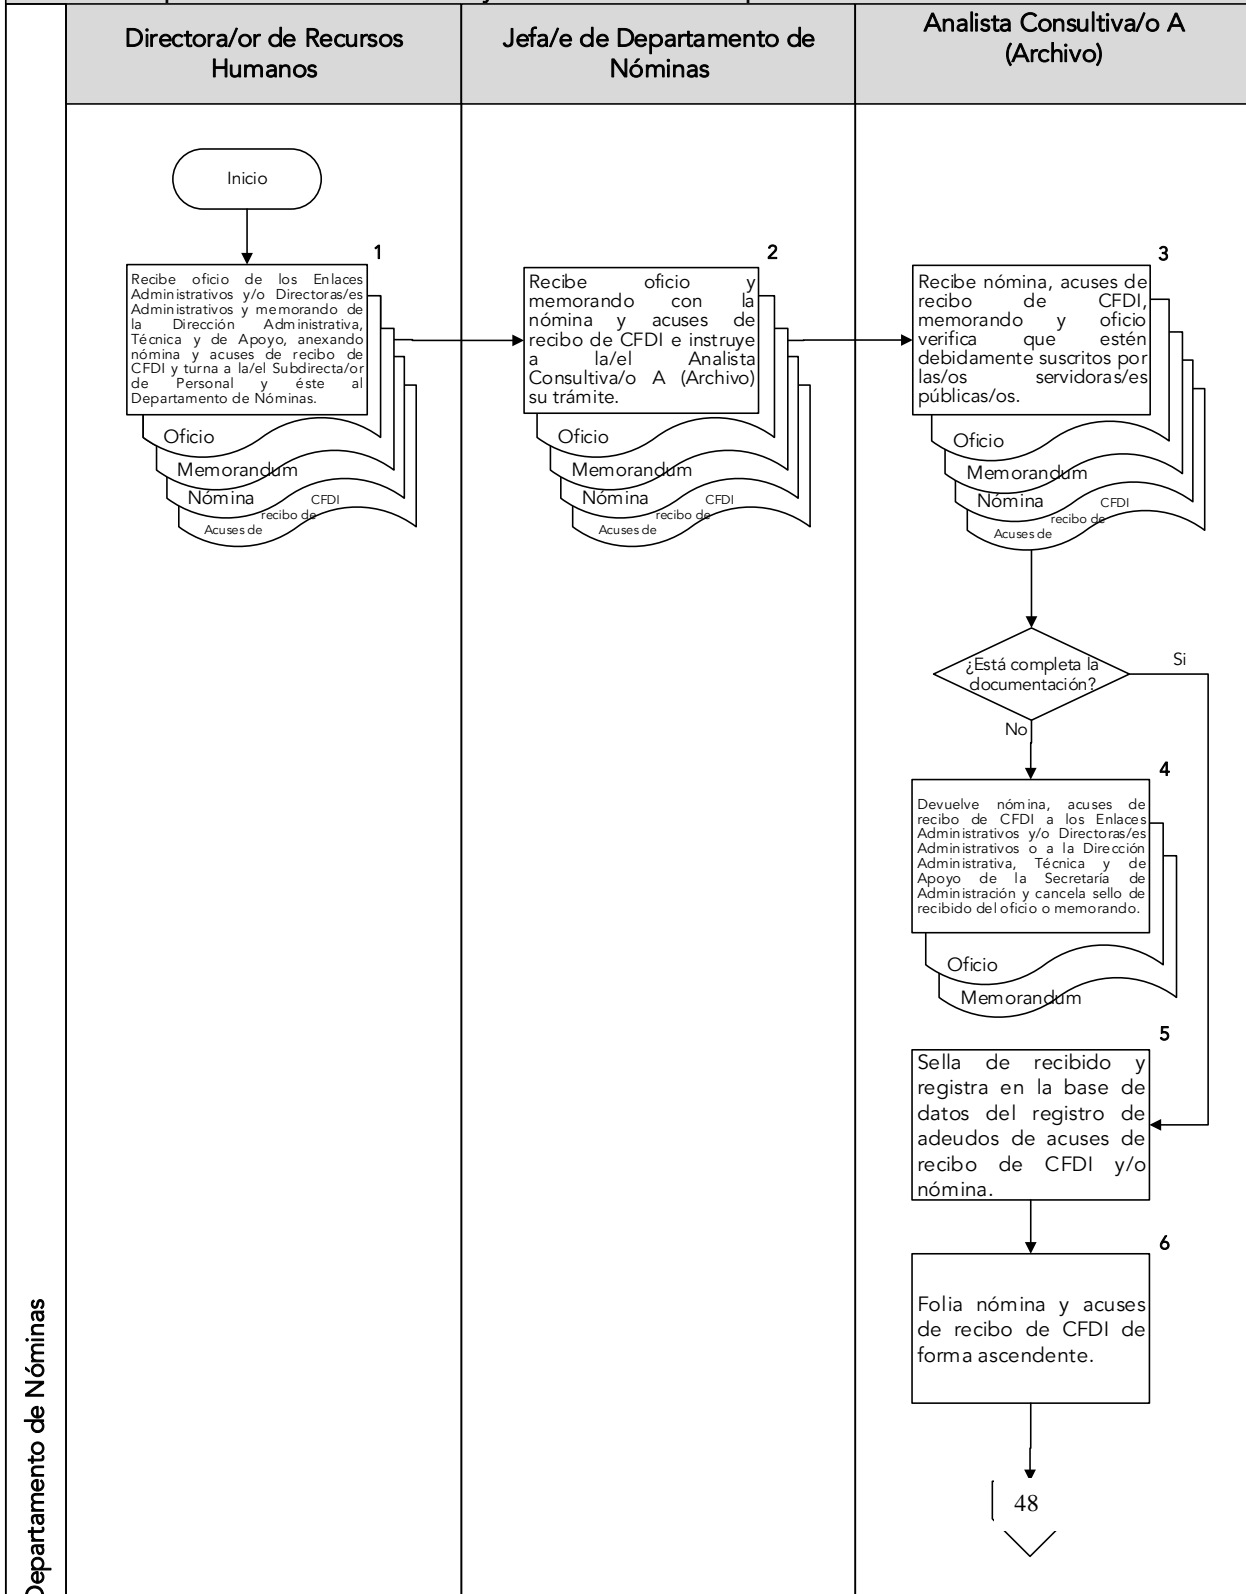 Directora/or de Recursos
Humanos
Jefa/e de Departamento de
Nóminas
Analista Consultiva/o A
(Archivo)
Inicio
1
Recibe oficio de los Enlaces
Administrativos y/o Directoras/es
Administrativos y memorando de
la Dirección Administrativa,
Técnica y de Apoyo, anexando
nómina y acuses de recibo de
CFDI y turna a la/el Subdirecta/or
de Personal y éste al
Departamento de Nóminas.
Oficio
Memorandum
Nómina
CFDI
recibo de
Acuses de
2
Recibe oficio y
memorando con la
nómina y acuses de
recibo de CFDI e instruye
a la/el Analista
Consultiva/o A (Archivo)
su trámite.
Oficio
Memorandum
Nómina
CFDI
recibo de
Acuses de
3
Recibe nómina, acuses de
recibo de CFDI,
memorando y oficio
verifica que estén
debidamente suscritos por
las/os servidoras/es
públicas/os.
Oficio
Memorandum
Nómina
CFDI
recibo de
Acuses de
¿Está completa la
documentación?
Si
No
4
Devuelve nómina, acuses de
recibo de CFDI a los Enlaces
Administrativos y/o Directoras/es
Administrativos o a la Dirección
Administrativa, Técnica y de
Apoyo de la Secretaría de
Administración y cancela sello de
recibido del oficio o memorando.
Oficio
Memorandum
5
Sella de recibido y
registra en la base de
datos del registro de
adeudos de acuses de
recibo de CFDI y/o
nómina.
6
Folia nómina y acuses
de recibo de CFDI de
forma ascendente.
48
Departamento de Nóminas